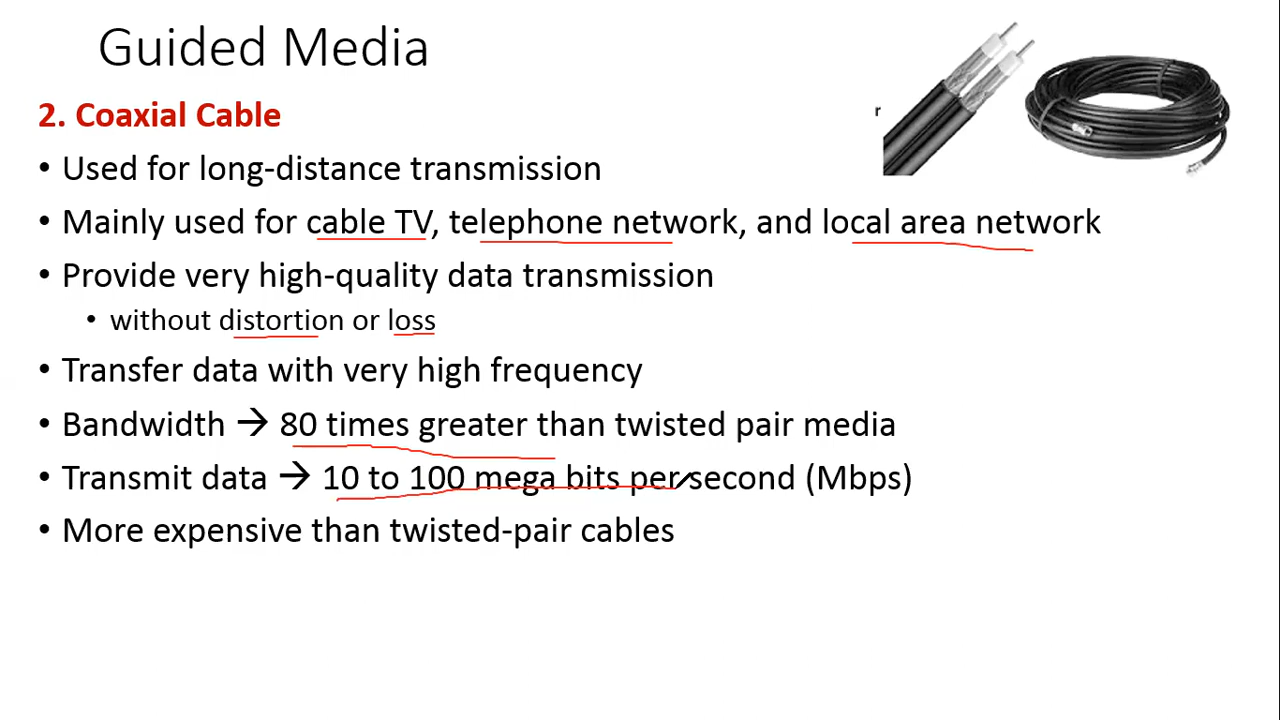 Guided Media
r
2. Coaxial Cable
• Used for long-distance transmission
• Mainly used for cable TV, telephone network, and local area network
• Provide very high-quality data transmission
• without distortion or loss
• Transfer data with very high frequency
• Bandwidth → 80 times greater than twisted pair media
• Transmit data → 10 to 100 mega bits per second (Mbps)
• More expensive than twisted-pair cables